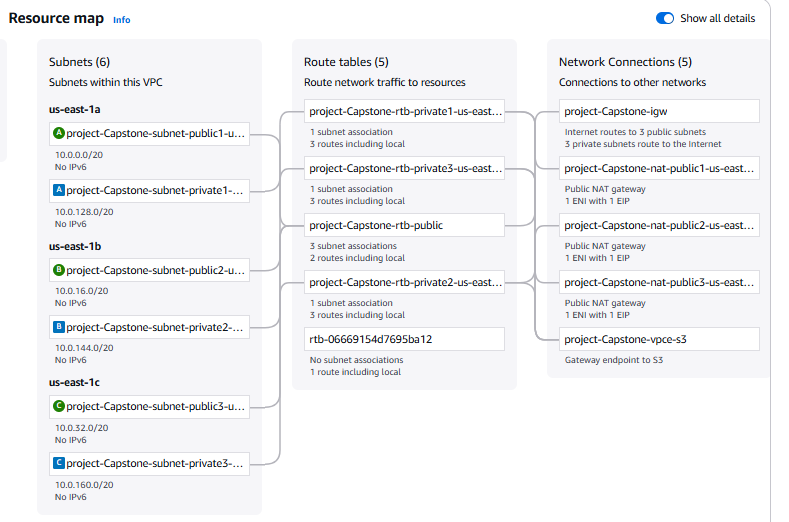 Resource map
Info
Show all details
Subnets (6)
Subnets within this VPC
us-east-1a
A
project-Capstone-subnet-public1-u...
10.0.0.0/20
No IPv6
A
project-Capstone-subnet-private1-...
10.0.128.0/20
No IPv6
us-east-1b
B
project-Capstone-subnet-public2-u...
10.0.16.0/20
No IPv6
B
project-Capstone-subnet-private2-...
10.0.144.0/20
No IPv6
us-east-1c
C
project-Capstone-subnet-public3-u...
10.0.32.0/20
No IPv6
C
project-Capstone-subnet-private3-...
10.0.160.0/20
No IPv6
Route tables (5)
Route network traffic to resources
project-Capstone-rtb-private1-us-east...
1 subnet association
3 routes including local
project-Capstone-rtb-private3-us-east...
1 subnet association
3 routes including local
project-Capstone-rtb-public
3 subnet associations
2 routes including local
project-Capstone-rtb-private2-us-east...
1 subnet association
3 routes including local
rtb-06669154d7695ba12
No subnet associations
1 route including local
Network Connections (5)
Connections to other networks
project-Capstone-igw
Internet routes to 3 public subnets
3 private subnets route to the Internet
project-Capstone-nat-public1-us-east...
Public NAT gateway
1 ENI with 1 EIP
project-Capstone-nat-public2-us-east...
Public NAT gateway
1 ENI with 1 EIP
project-Capstone-nat-public3-us-east...
Public NAT gateway
1 ENI with 1 EIP
project-Capstone-vpce-s3
Gateway endpoint to S3